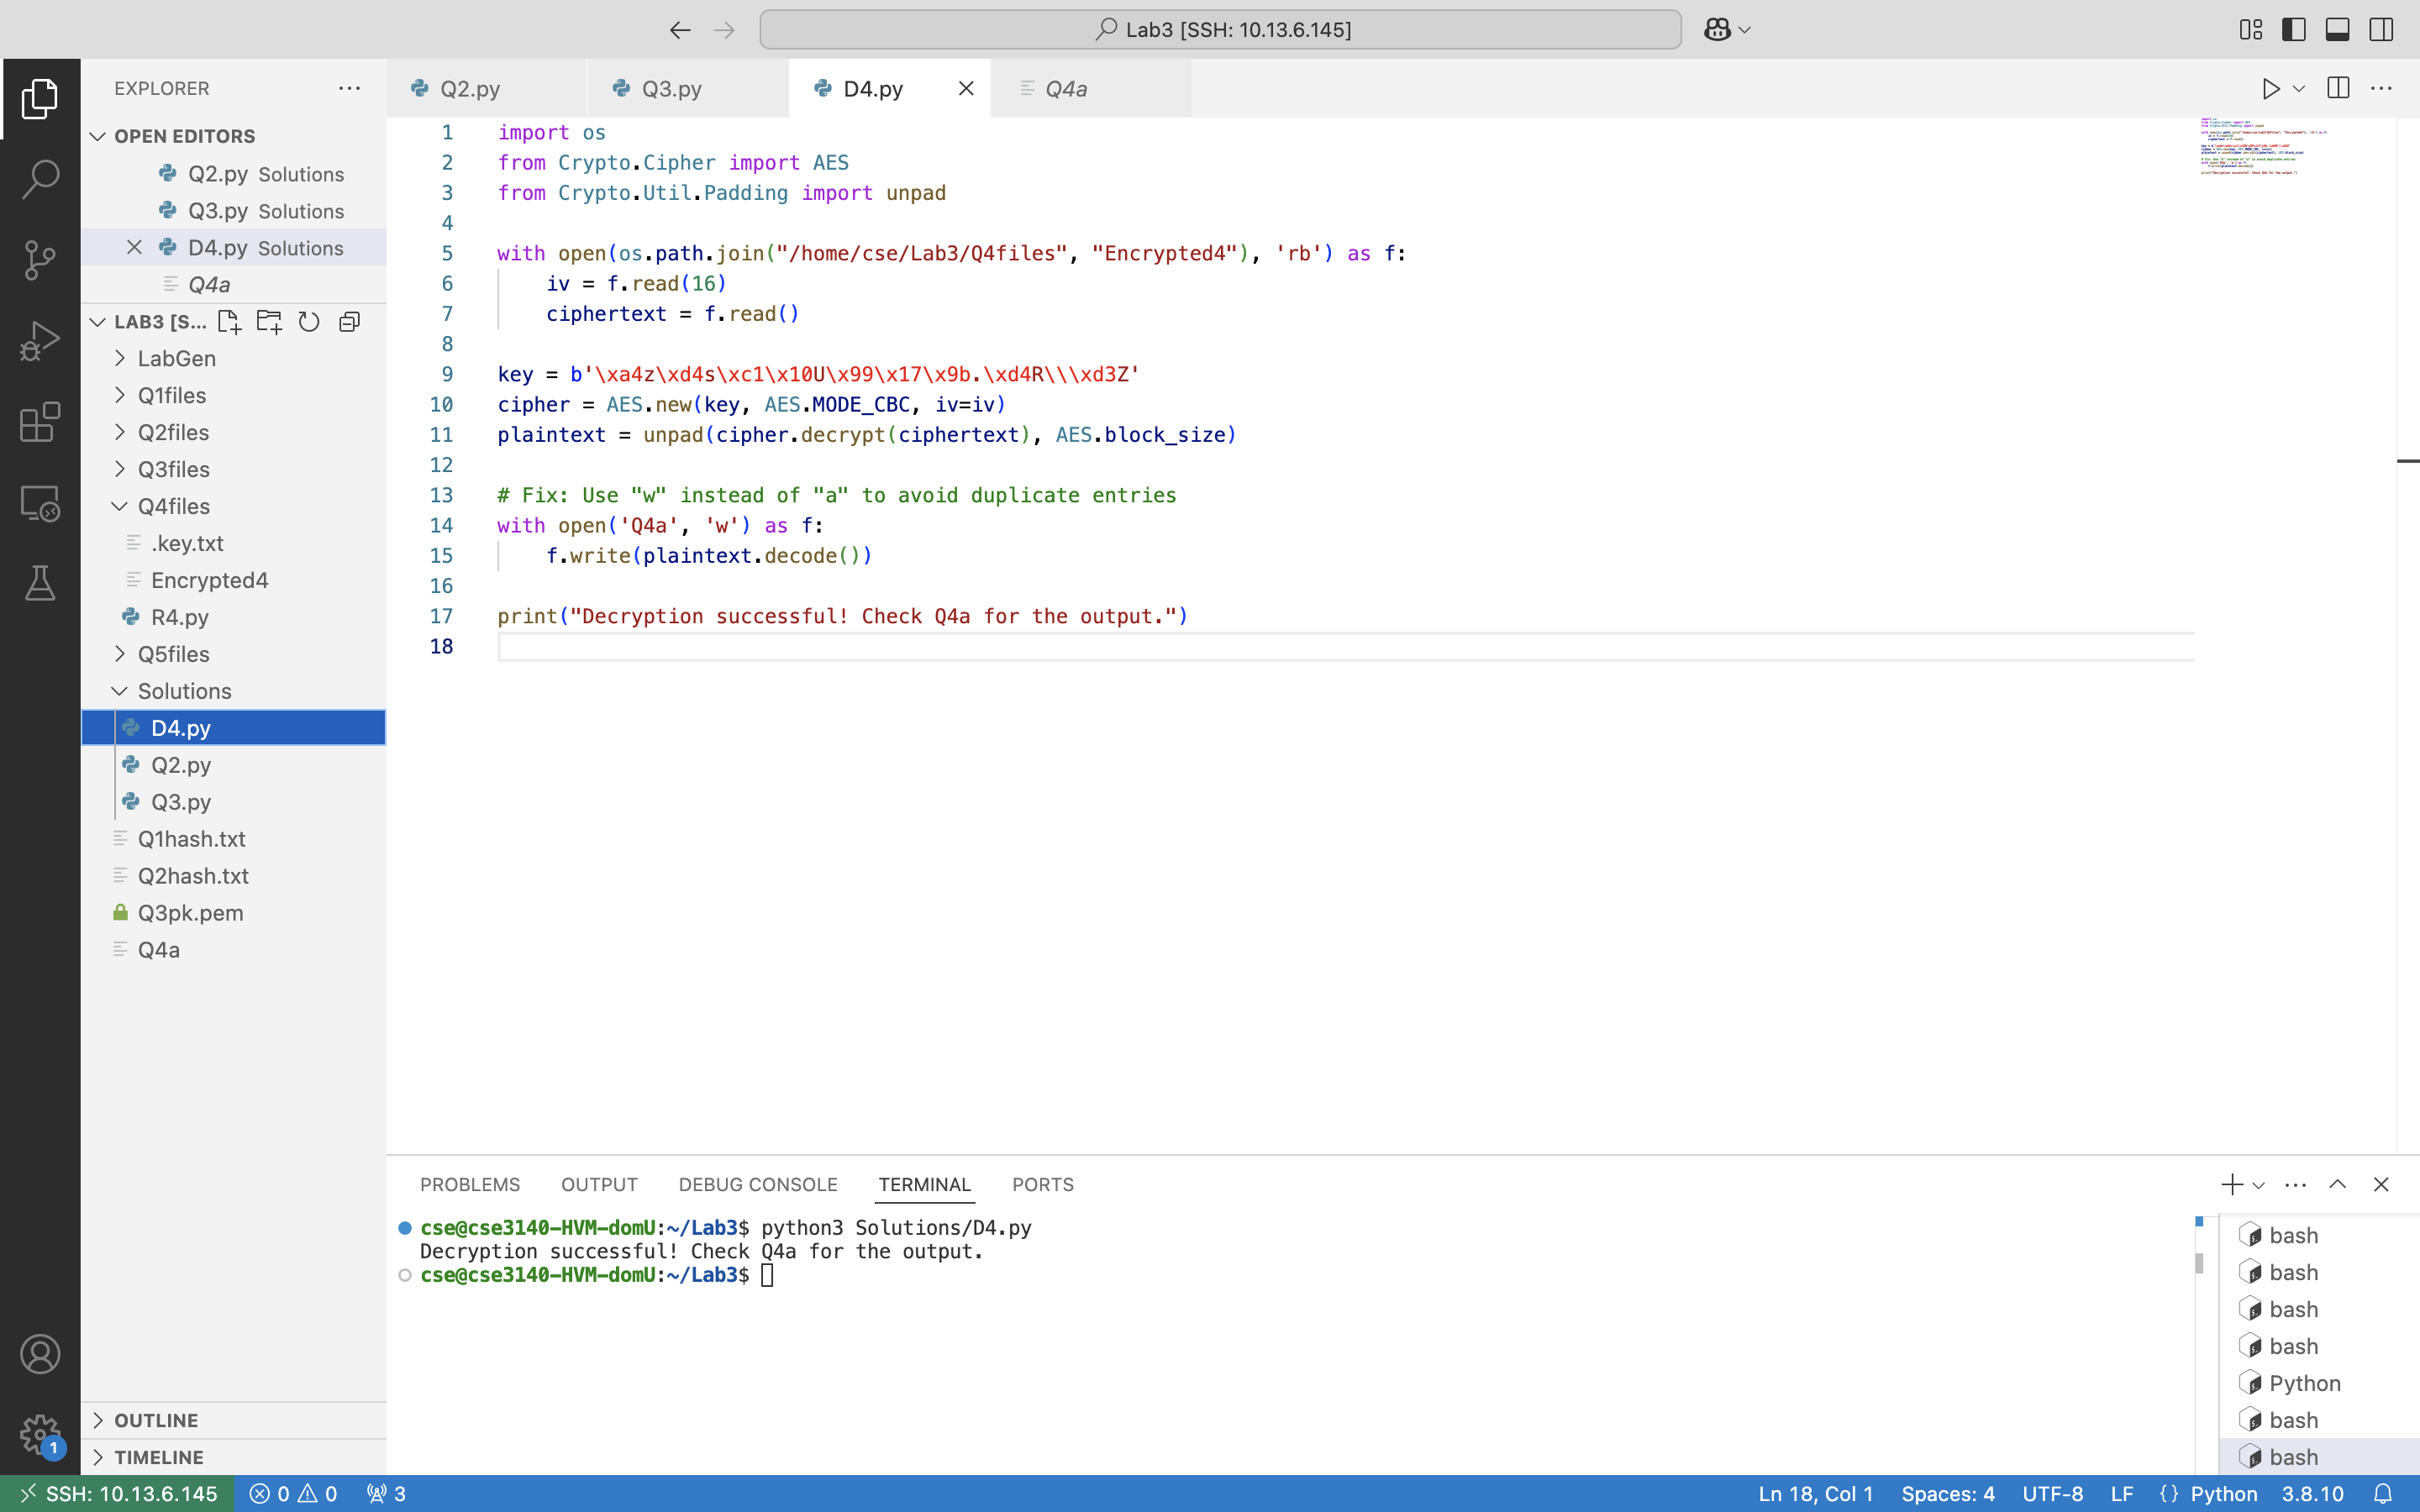 Lab3 [SSH: 10.13.6.145]
EXPLORER
OPEN EDITORS
Q2.py Solutions
Q3.py Solutions
D4.py Solutions
Q4a
LAB3 [S...
LabGen
Q1files
Q2files
Q3files
Q4files
.key.txt
Encrypted4
R4.py
Q5files
Solutions
D4.py
Q2.py
Q3.py
Q1hash.txt
Q2hash.txt
Q3pk.pem
Q4a
OUTLINE
TIMELINE
Q2.py
Q3.py
D4.py
Q4a
1 import os
2 from Crypto.Cipher import AES
3 from Crypto.Util.Padding import unpad
4
5 with open(os.path.join("/home/cse/Lab3/Q4files", "Encrypted4"), 'rb') as f:
6     iv = f.read(16)
7     ciphertext = f.read()
8
9 key = b'\xa4z\xd4s\xc1\x10U\x99\x17\x9b.\xd4R\\\xd3Z'
10 cipher = AES.new(key, AES.MODE_CBC, iv=iv)
11 plaintext = unpad(cipher.decrypt(ciphertext), AES.block_size)
12
13 # Fix: Use "w" instead of "a" to avoid duplicate entries
14 with open('Q4a', 'w') as f:
15     f.write(plaintext.decode())
16
17 print("Decryption successful! Check Q4a for the output.")
18
PROBLEMS OUTPUT DEBUG CONSOLE TERMINAL PORTS
cse@cse3140-HVM-domU:~/Lab3$ python3 Solutions/D4.py
Decryption successful! Check Q4a for the output.
cse@cse3140-HVM-domU:~/Lab3$
bash
bash
bash
bash
Python
bash
bash
1
SSH: 10.13.6.145 0 0 3
Ln 18, Col 1 Spaces: 4 UTF-8 LF {} Python 3.8.10